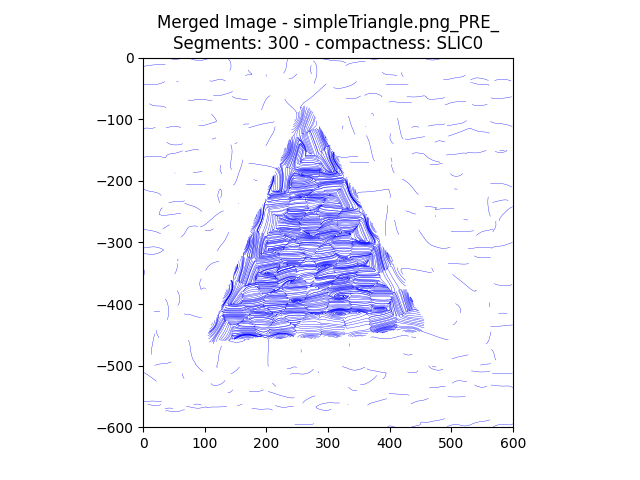 Merged Image - simpleTriangle.png_PRE_
Segments: 300 - compactness: SLIC0
0
−100
−200
−300
−400
−500
−600
0 100 200 300 400 500 600